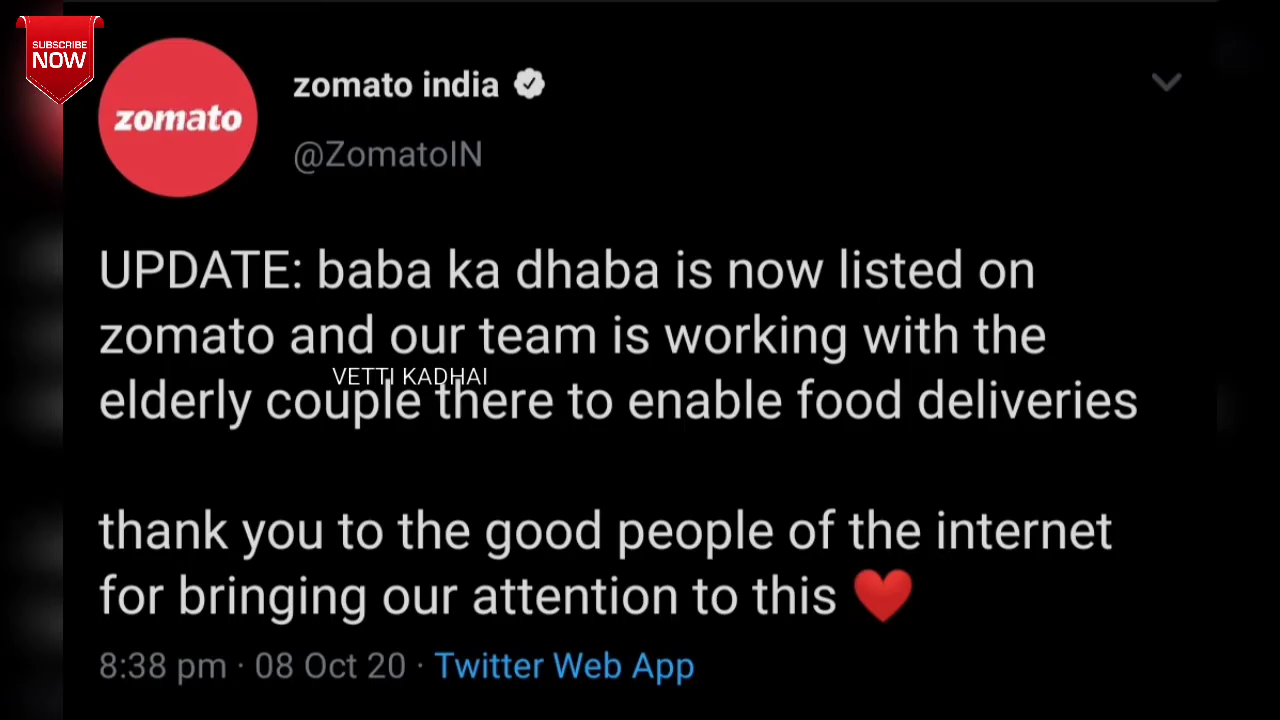 SUBSCRIBE
NOW
zomato
zomato india
@ZomatoIN
UPDATE: baba ka dhaba is now listed on
zomato and our team is working with the
VETTI KADHAI
elderly couple there to enable food deliveries
thank you to the good people of the internet
for bringing our attention to this ❤️
8:38 pm · 08 Oct 20 · Twitter Web App